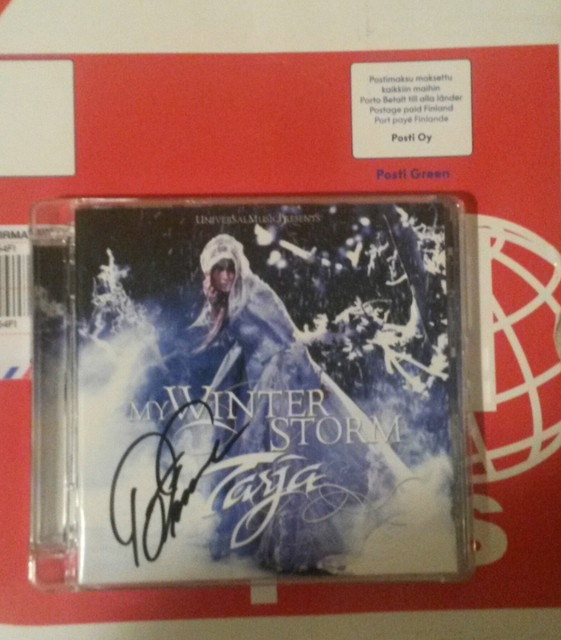 Postimaksu maksettu
kaikkiin maihin
Porto Betalt till alla länder
Postage paid Finland
Port payé Finlande
Posti Oy
Posti Green
UNIVERSAL MUSIC PRESENTS
MY WINTER
STORM
Tarja